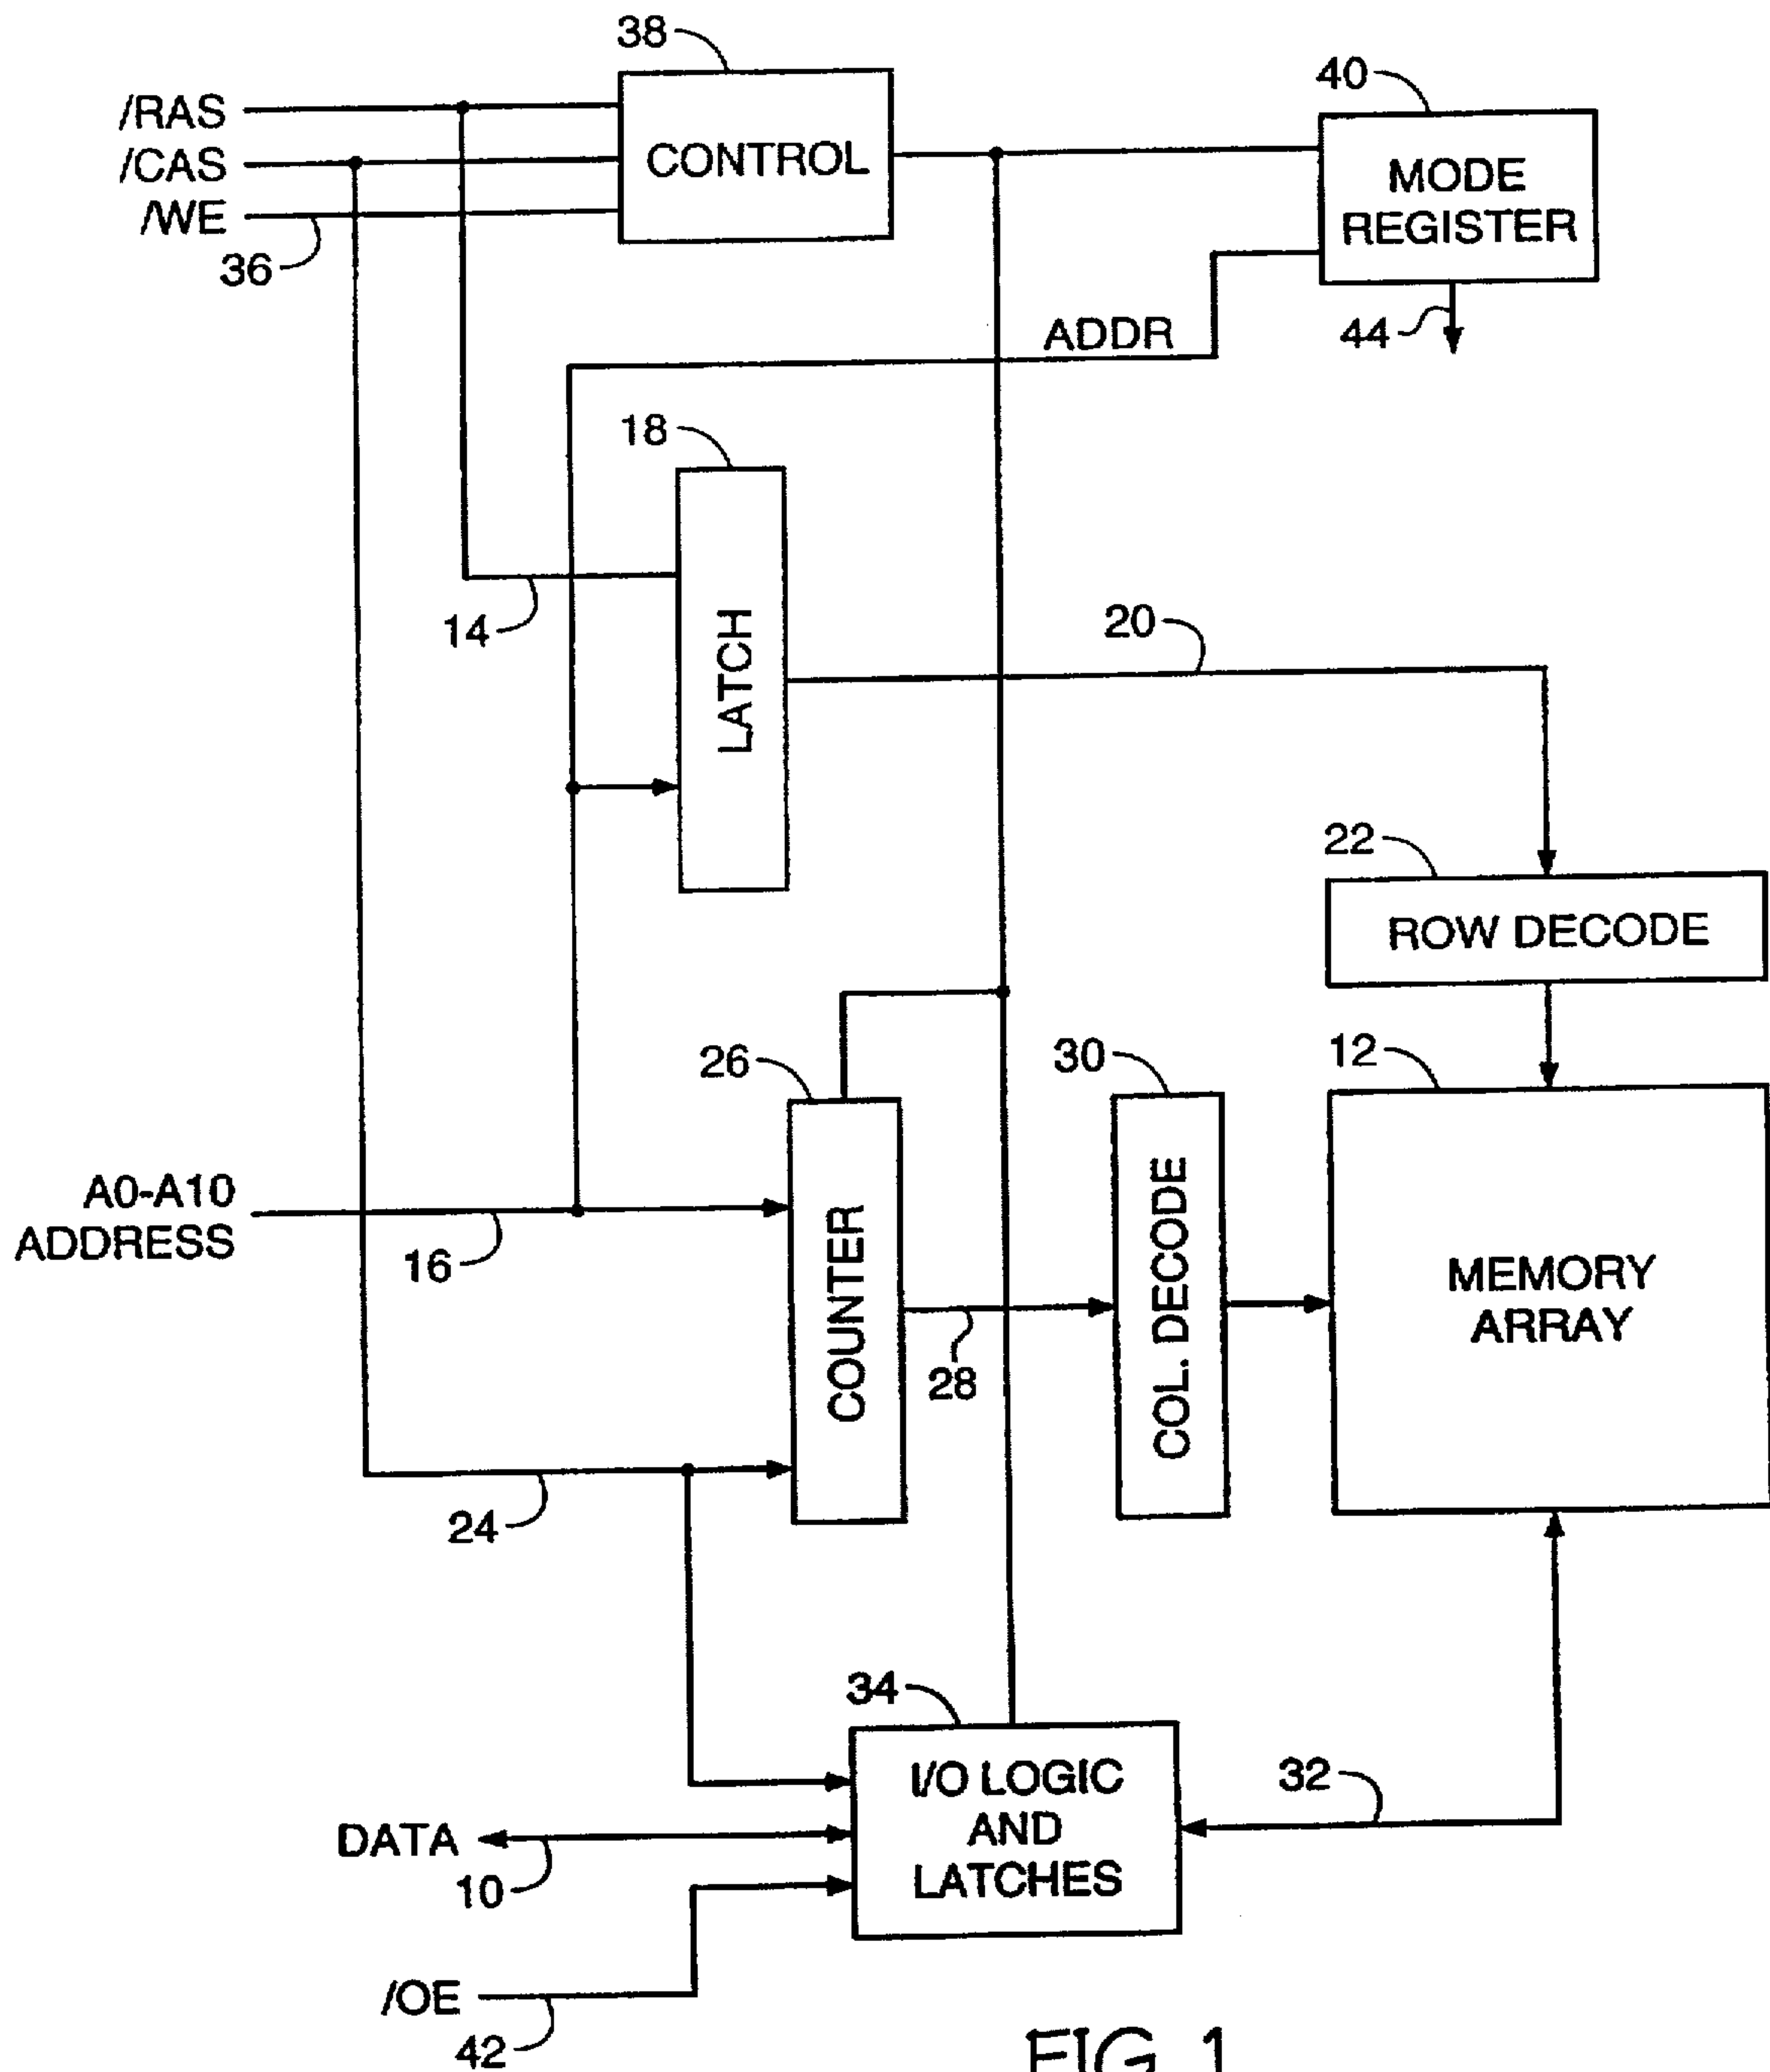 38
40
/RAS
/CAS
/WE
36
CONTROL
MODE
REGISTER
44
ADDR
18
14
LATCH
20
22
ROW DECODE
26
30
12
A0-A10
ADDRESS
16
COUNTER
28
COL. DECODE
MEMORY
ARRAY
24
34
I/O LOGIC
AND
LATCHES
32
DATA
10
/OE
42
FIG. 1